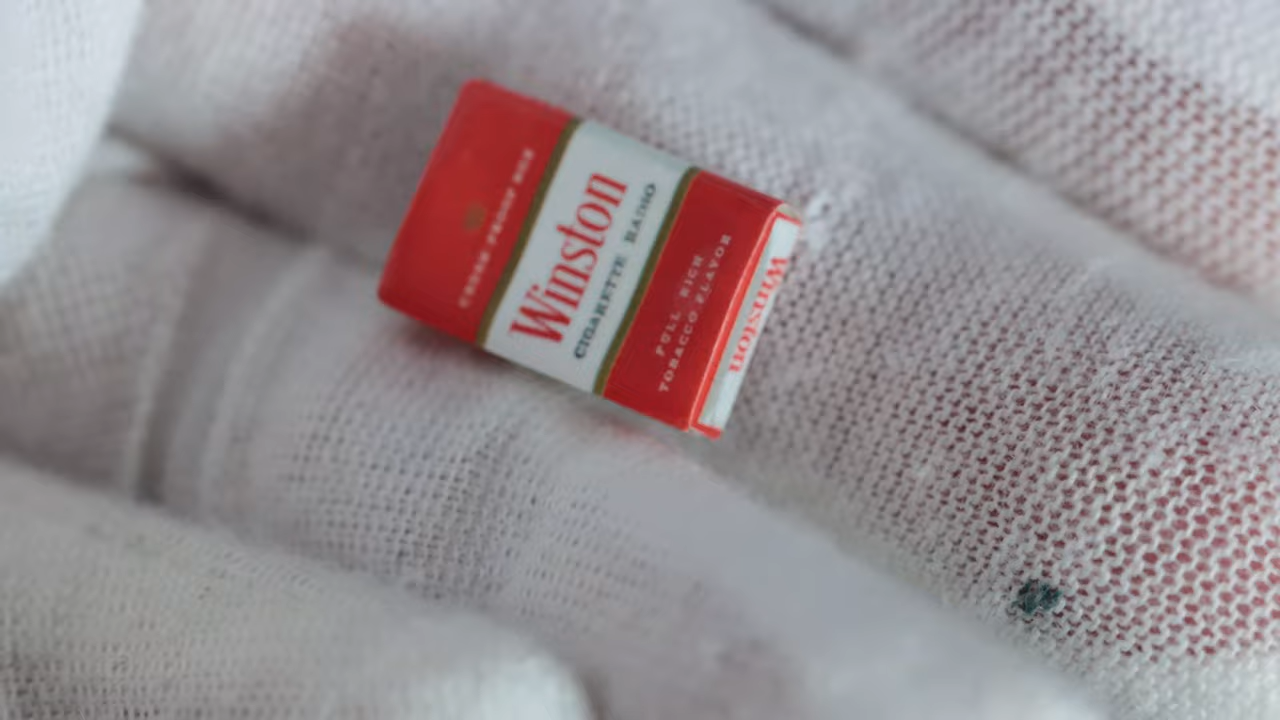 Winston
CIGARETTE RADIO
FULL RICH
TOBACCO FLAVOR
Winston